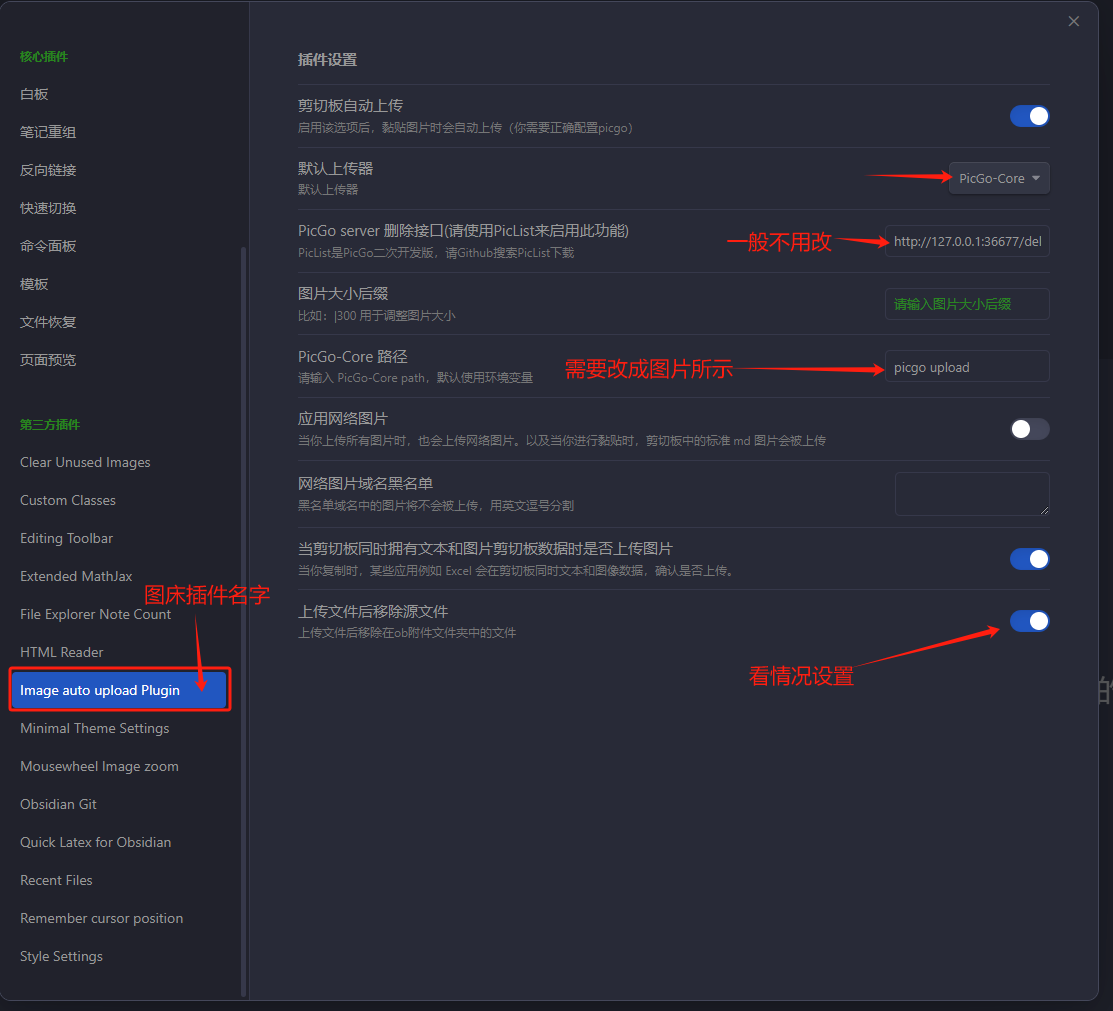 核心插件
白板
笔记重组
反向链接
快速切换
命令面板
模板
文件恢复
页面预览
第三方插件
Clear Unused Images
Custom Classes
Editing Toolbar
Extended MathJax
图床插件名字
File Explorer Note Count
HTML Reader
Image auto upload Plugin
Minimal Theme Settings
Mousewheel Image zoom
Obsidian Git
Quick Latex for Obsidian
Recent Files
Remember cursor position
Style Settings
插件设置
剪切板自动上传
启用该选项后，黏贴图片时会自动上传（你需要正确配置picgo）
默认上传器
默认上传器
PicGo-Core
PicGo server 删除接口(请使用PicList来启用此功能)
PicList是PicGo二次开发版，请Github搜索PicList下载
一般不用改
http://127.0.0.1:36677/del
图片大小后缀
比如：|300 用于调整图片大小
请输入图片大小后缀
PicGo-Core 路径
请输入 PicGo-Core path，默认使用环境变量
需要改成图片所示
picgo upload
应用网络图片
当你上传所有图片时，也会上传网络图片。以及当你进行黏贴时，剪切板中的标准 md 图片会被上传
网络图片域名黑名单
黑名单域名中的图片将不会被上传，用英文逗号分割
当剪切板同时拥有文本和图片剪切板数据时是否上传图片
当你复制时，某些应用例如 Excel 会在剪切板同时文本和图像数据，确认是否上传。
上传文件后移除源文件
上传文件后移除在ob附件文件夹中的文件
看情况设置